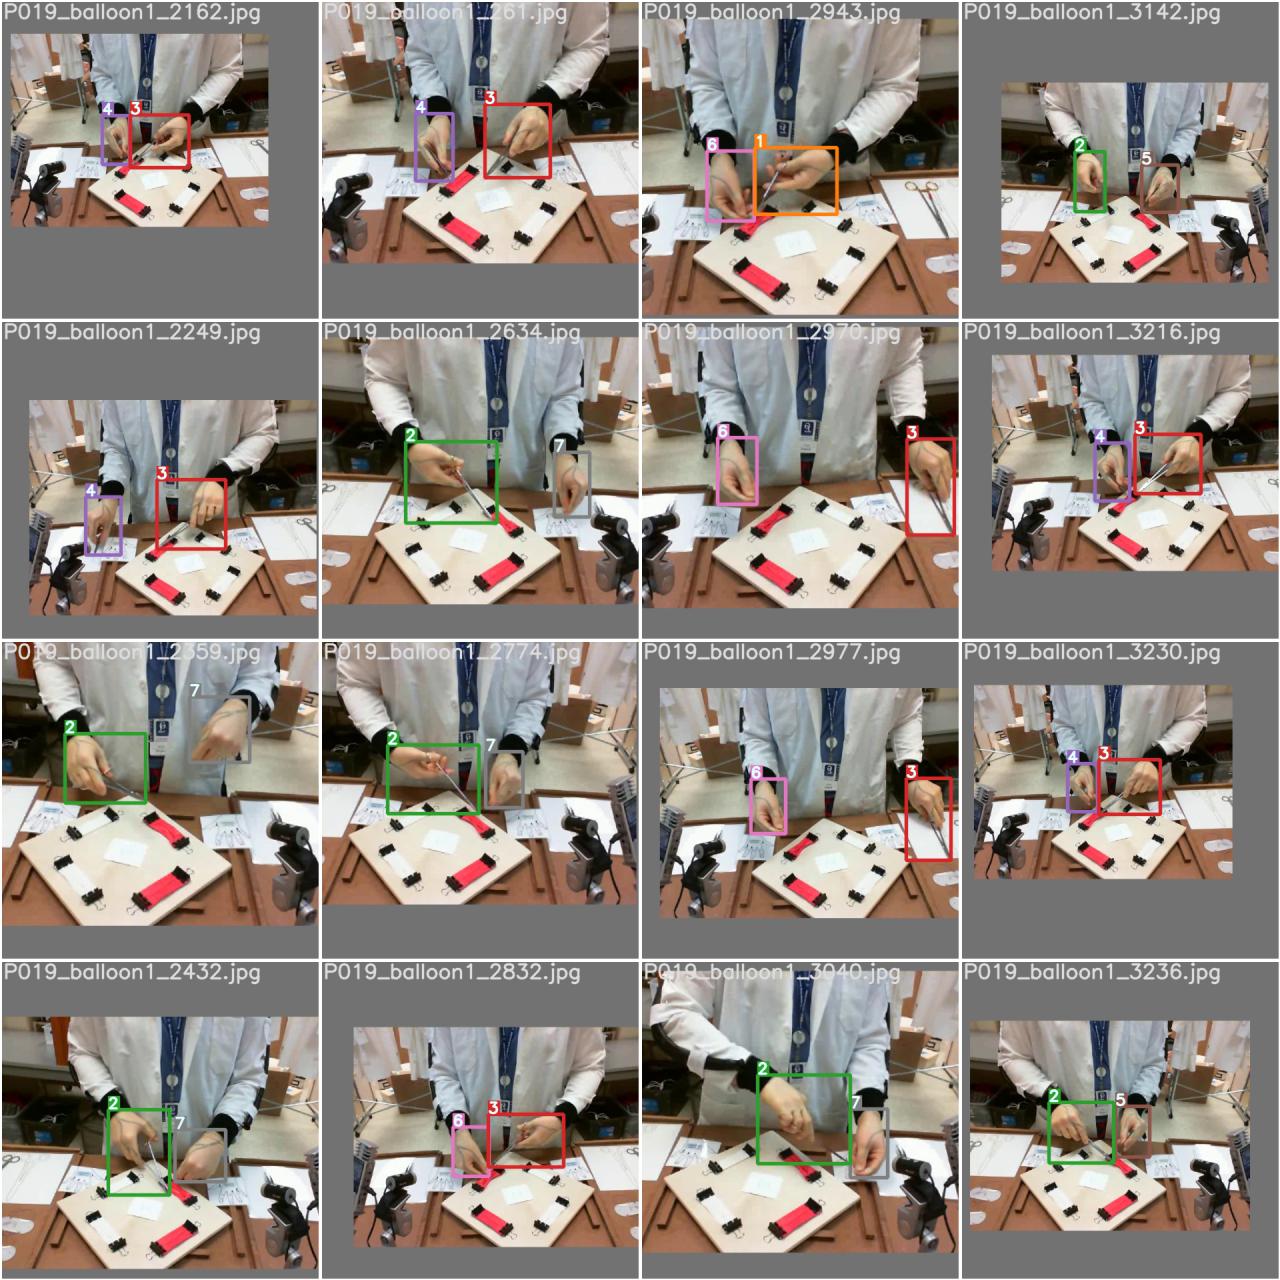 P019_balloon1_2162.jpg
4 3
P019_balloon1_261.jpg
4 3
P019_balloon1_2943.jpg
6 1
P019_balloon1_3142.jpg
2 5
P019_balloon1_2249.jpg
4 3
P019_balloon1_2634.jpg
2 7
P019_balloon1_2970.jpg
6 3
P019_balloon1_3216.jpg
4 3
P019_balloon1_2359.jpg
2 7
P019_balloon1_2774.jpg
2 7
P019_balloon1_2977.jpg
6 3
P019_balloon1_3230.jpg
4 3
P019_balloon1_2432.jpg
2 7
P019_balloon1_2832.jpg
6 3
P019_balloon1_3040.jpg
2 7
P019_balloon1_3236.jpg
2 5